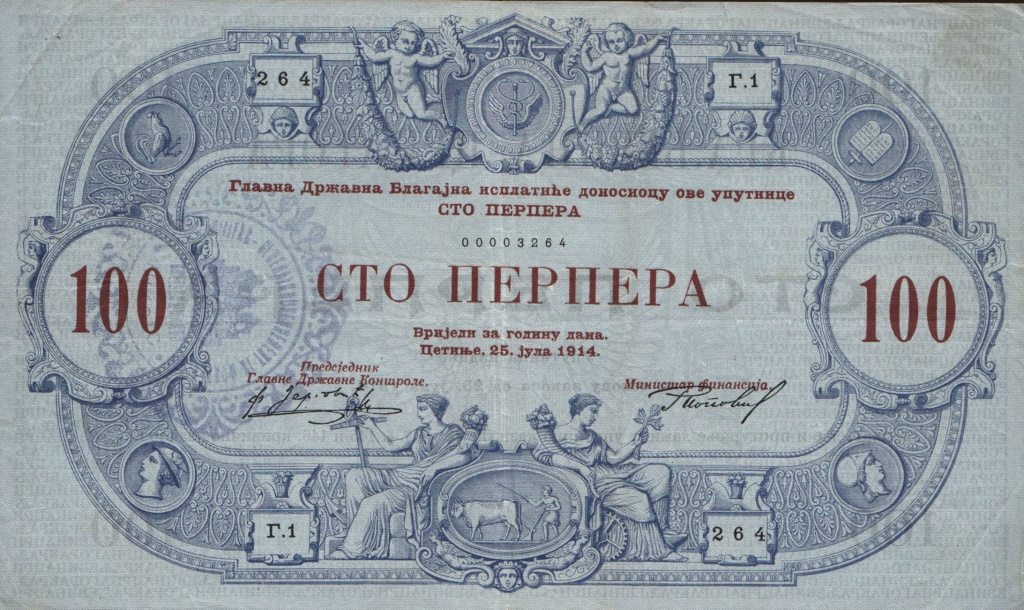 264
Г.1
Главна Државна Благајна исплатиће доносиоцу ове упутнице
СТО ПЕРПЕРА
00003264
100
СТО ПЕРПЕРА
100
Вриjели за годину дана.
Цетиње, 25. јула 1914.
Предсједник
Главне Државне Контроле.
Министар финансија,
Г.1
264